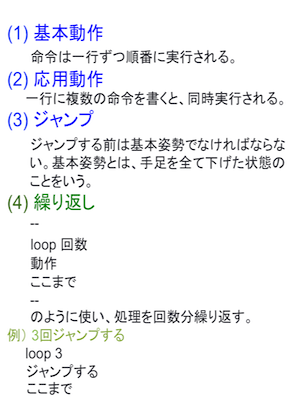 (1) 基本動作
命令は一行ずつ順番に実行される。
(2) 応用動作
一行に複数の命令を書くと、同時実行される。
(3) ジャンプ
ジャンプする前は基本姿勢でなければならな
い。基本姿勢とは、手足を全て下げた状態の
ことをいう。
(4) 繰り返し
--
loop 回数
動作
ここまで
--
のように使い、処理を回数分繰り返す。
例）3回ジャンプする
loop 3
ジャンプする
ここまで